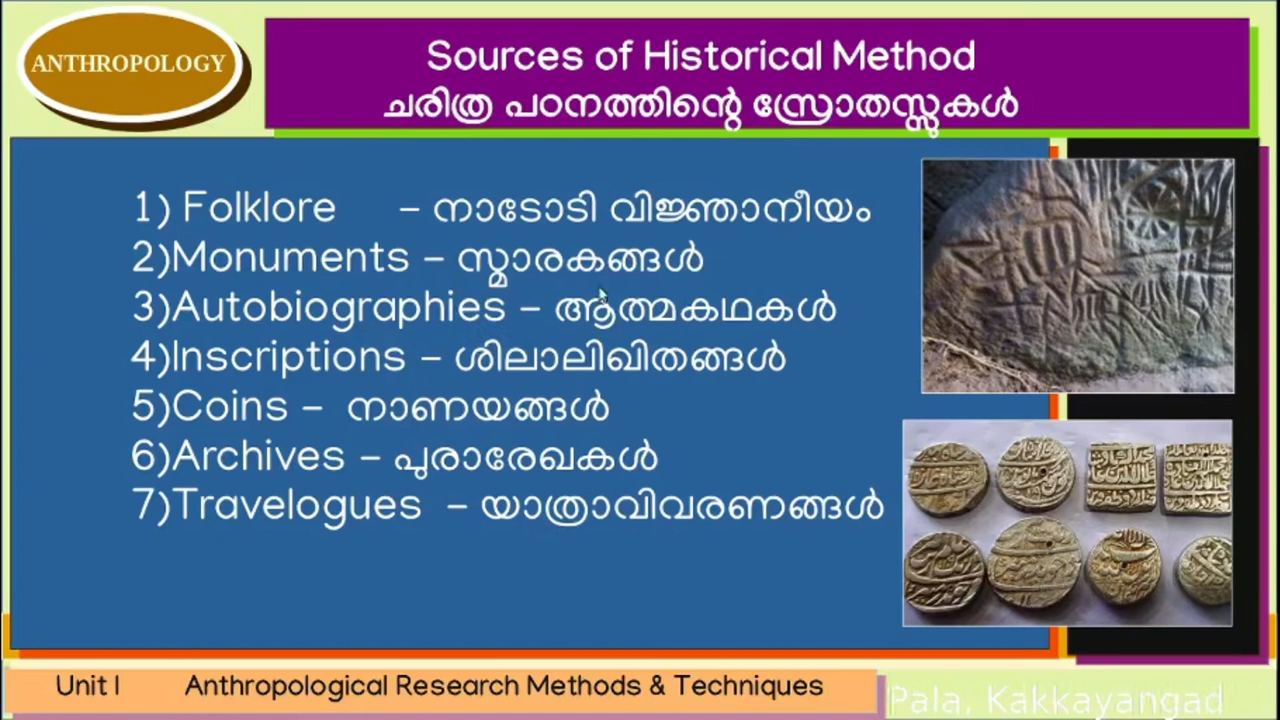 ANTHROPOLOGY
Sources of Historical Method
ചരിത്ര പഠനത്തിന്റെ സ്രോതസ്സുകൾ
1) Folklore – നാടോടി വിജ്ഞാനീയം
2)Monuments – സ്മാരകങ്ങൾ
3)Autobiographies – ആത്മകഥകൾ
4)Inscriptions – ശിലാലിഖിതങ്ങൾ
5)Coins – നാണയങ്ങൾ
6)Archives – പുരാരേഖകൾ
7)Travelogues – യാത്രാവിവരണങ്ങൾ
Unit I Anthropological Research Methods & Techniques
Pala, Kakkayangad